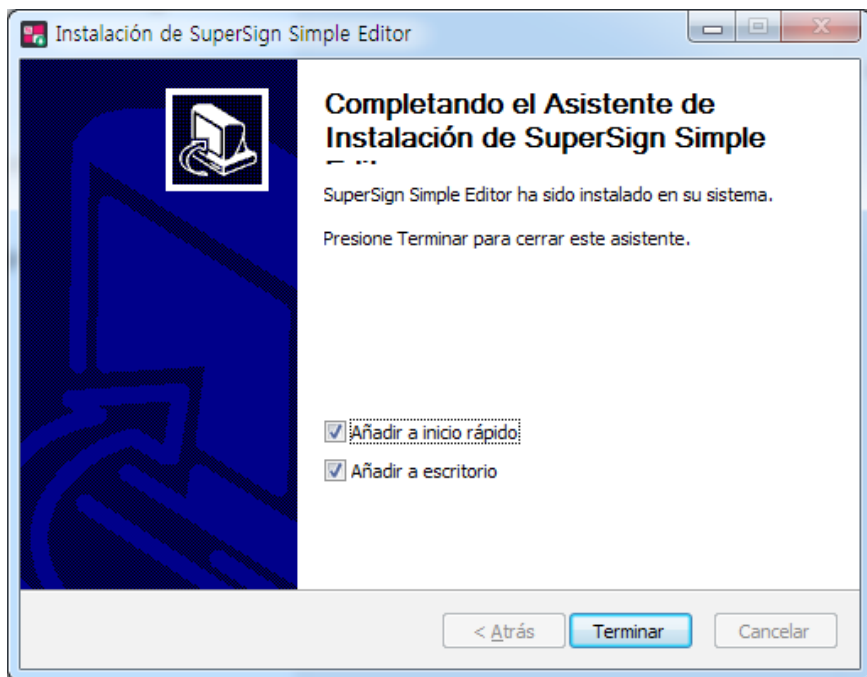 Instalación de SuperSign Simple Editor
Completando el Asistente de
Instalación de SuperSign Simple
SuperSign Simple Editor ha sido instalado en su sistema.
Presione Terminar para cerrar este asistente.
Añadir a inicio rápido
Añadir a escritorio
< Atrás
Terminar
Cancelar